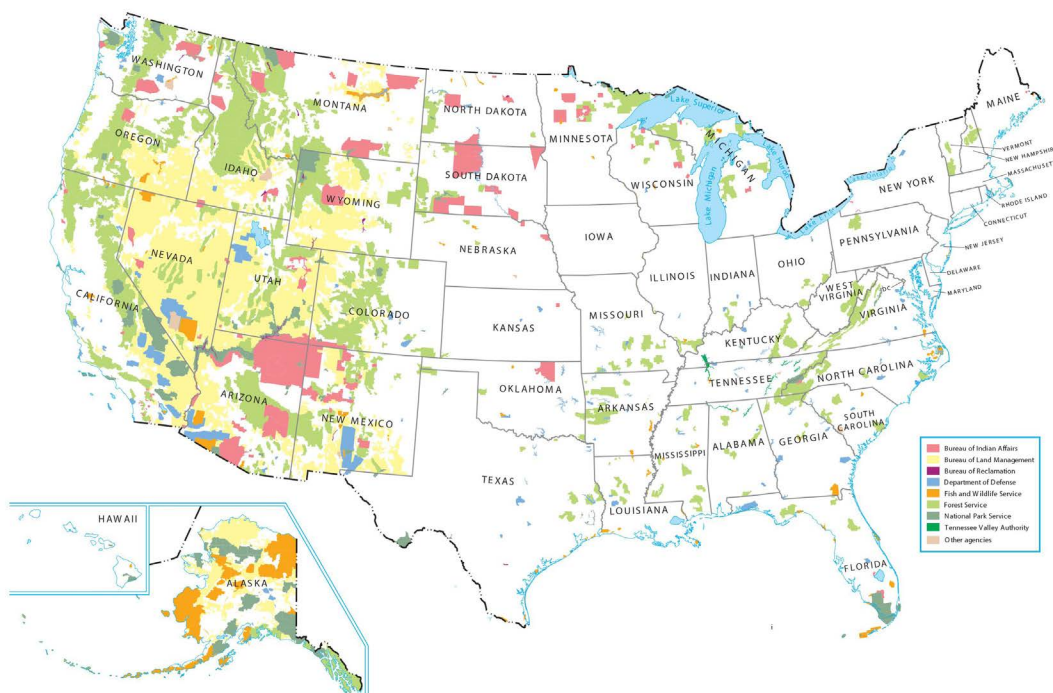 WASHINGTON
OREGON
IDAHO
MONTANA
NORTH DAKOTA
SOUTH DAKOTA
WYOMING
NEBRASKA
NEVADA
UTAH
COLORADO
CALIFORNIA
ARIZONA
NEW MEXICO
KANSAS
OKLAHOMA
TEXAS
MINNESOTA
IOWA
MISSOURI
ARKANSAS
LOUISIANA
WISCONSIN
MICHIGAN
Lake Superior
Lake Michigan
Lake Huron
ILLINOIS
INDIANA
OHIO
KENTUCKY
TENNESSEE
MISSISSIPPI
ALABAMA
GEORGIA
FLORIDA
SOUTH
CAROLINA
NORTH CAROLINA
VIRGINIA
WEST
VIRGINIA
DC
PENNSYLVANIA
NEW YORK
MAINE
VERMONT
NEW HAMPSHIR
MASSACHUSET
RHODE ISLAND
CONNECTICUT
NEW JERSEY
DELAWARE
MARYLAND
Bureau of Indian Affairs
Bureau of Land Management
Bureau of Reclamation
Department of Defense
Fish and Wildlife Service
Forest Service
National Park Service
Tennessee Valley Authority
Other agencies
HAWAII
ALASKA
i